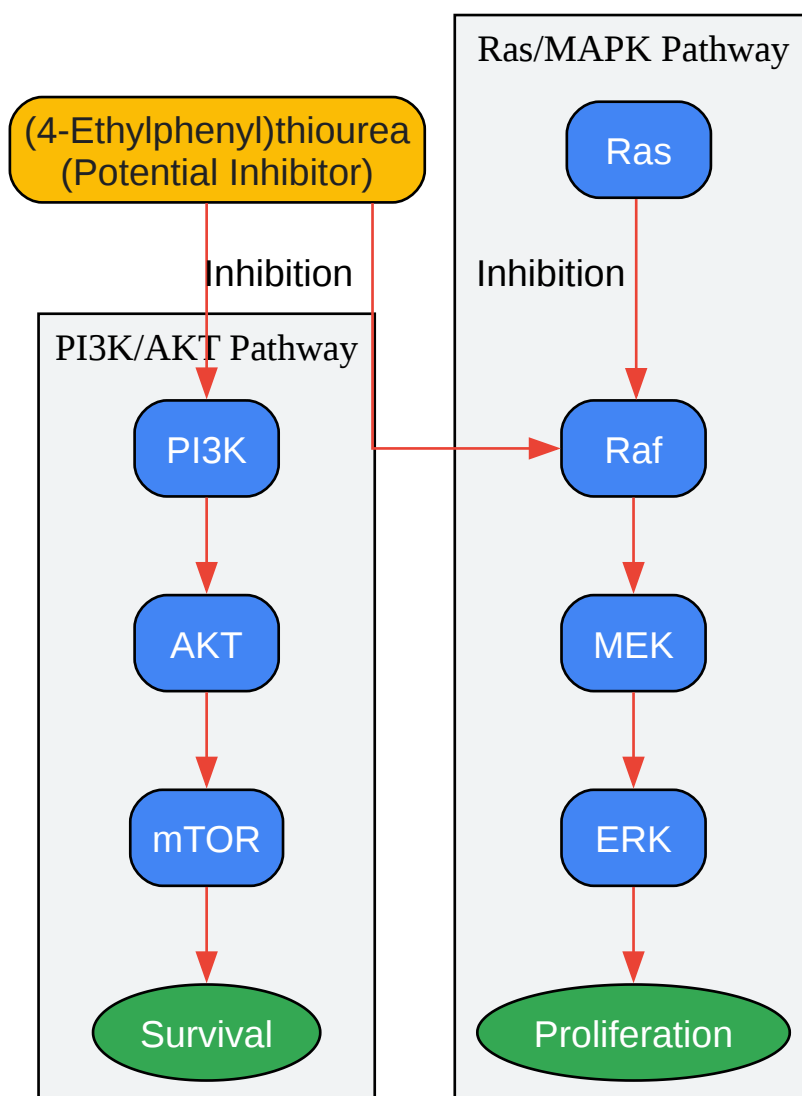 Ras/MAPK Pathway
(4-Ethylphenyl)thiourea
(Potential Inhibitor)
Ras
Inhibition
Inhibition
PI3K/AKT Pathway
PI3K
Raf
AKT
MEK
mTOR
ERK
Survival
Proliferation